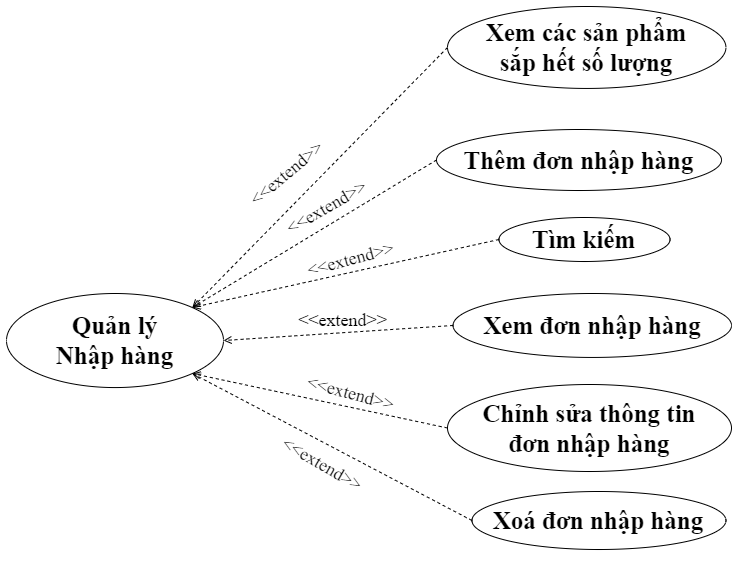 Xem các sản phẩm
sắp hết số lượng
<<extend>>
Thêm đơn nhập hàng
<<extend>>
Tìm kiếm
<<extend>>
Quản lý
Nhập hàng
<<extend>>
Xem đơn nhập hàng
<<extend>>
Chỉnh sửa thông tin
đơn nhập hàng
<<extend>>
Xoá đơn nhập hàng